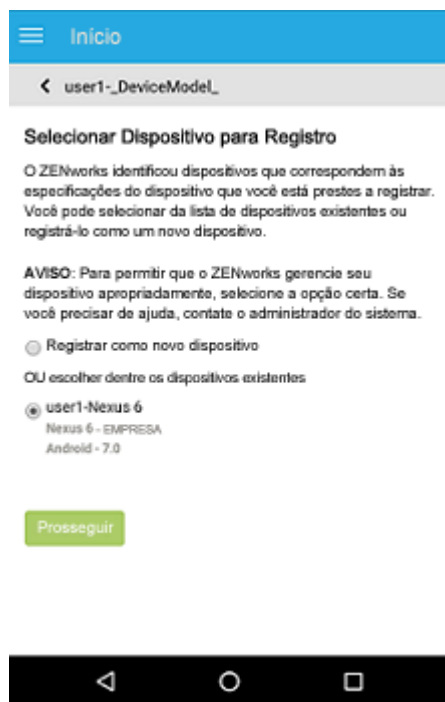 Início
user1-_DeviceModel_
Selecionar Dispositivo para Registro
O ZENworks identificou dispositivos que correspondem às
especificações do dispositivo que você está prestes a registrar.
Você pode selecionar da lista de dispositivos existentes ou
registrá-lo como um novo dispositivo.
AVISO: Para permitir que o ZENworks gerencie seu
dispositivo apropriadamente, selecione a opção certa. Se
você precisar de ajuda, contate o administrador do sistema.
Registrar como novo dispositivo
OU escolher dentre os dispositivos existentes
user1-Nexus 6
Nexus 6 - EMPRESA
Android - 7.0
Prosseguir